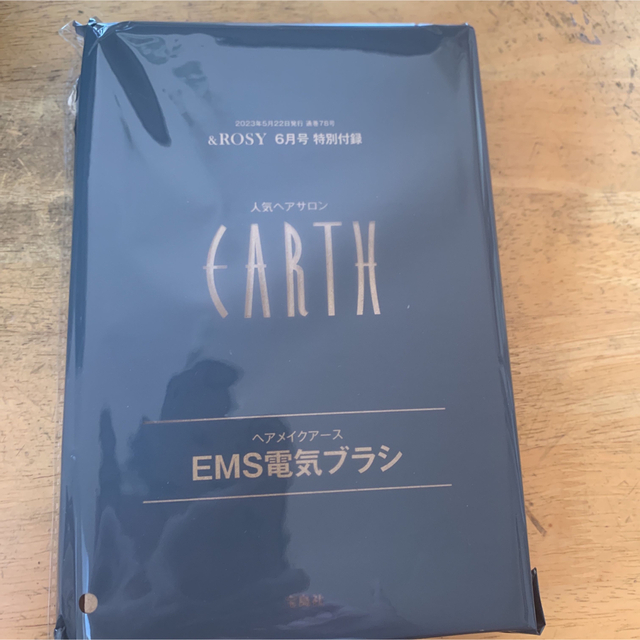 2023年5月22日発行 通巻78号
&ROSY 6月号 特別付録
人気ヘアサロン
EARTH
ヘアメイクアース
EMS電気ブラシ
宝島社